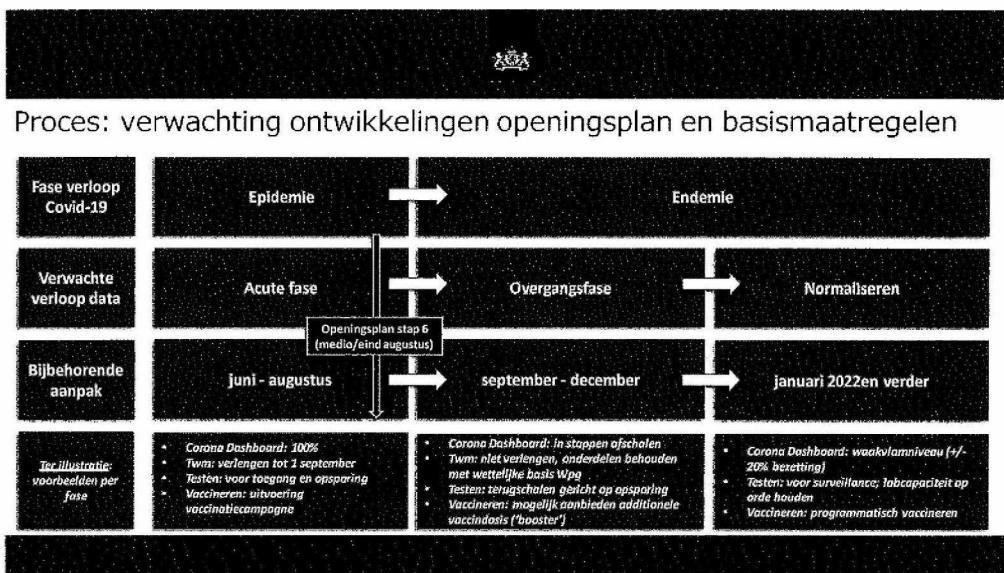 Proces: verwachting ontwikkelingen openingsplan en basismaatregelen
Fase verloop
Covid-19
Epidemie
Endemie
Verwachte
verloop data
Acute fase
Overgangsfase
Normaliseren
Openingsplan stap 6
(medio/eind augustus)
Bijbehorende
aanpak
juni - augustus
september - december
januari 2022en verder
Ter illustratie:
voorbeelden per
fase
• Corona Dashboard: 100%
• Twm: verlengen tot 1 september
• Testen: voor toegang en opsparing
• Vaccineren: uitvoering
vaccinatiecampagne
• Corona Dashboard: in stappen afschalen
• Twm: niet verlengen, onderdelen behouden
met wettelijke basis Wpg
• Testen: terugschalen gericht op opsparing
• Vaccineren: mogelijk aanbieden additionele
vaccindosis ('booster')
• Corona Dashboard: waakvlamniveau (+/-
20% bezetting)
• Testen: voor surveillance; labcapaciteit op
orde houden
• Vaccineren: programmatisch vaccineren